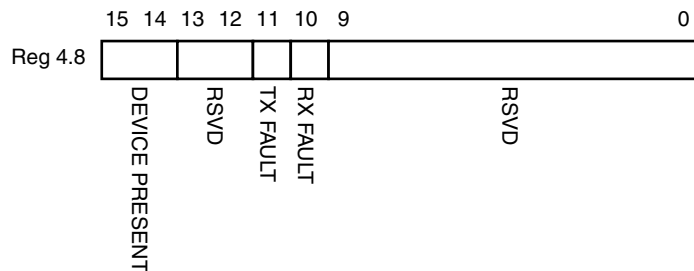 15 14 13 12 11 10 9 0
Reg 4.8
DEVICE PRESENT
RSVD
TX FAULT
RX FAULT
RSVD